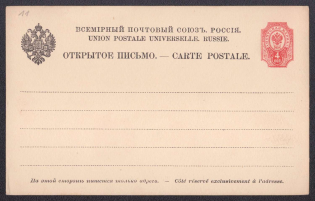 ВСЕМІРНЫЙ ПОЧТОВЫЙ СОЮЗЪ. РОССІЯ.
UNION POSTALE UNIVERSELLE. RUSSIE.
ОТКРЫТОЕ ПИСЬМО. — CARTE POSTALE.
4
На этой сторонѣ пишется только адресъ. — Côté réservé exclusivement à l'adresse.